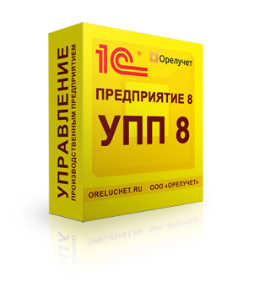 УПРАВЛЕНИЕ
ПРОИЗВОДСТВЕННЫМ ПРЕДПРИЯТИЕМ
1С
Орелучет
ПРЕДПРИЯТИЕ 8
УПП 8
ORELUCHET.RU ООО «ОРЕЛУЧЕТ»